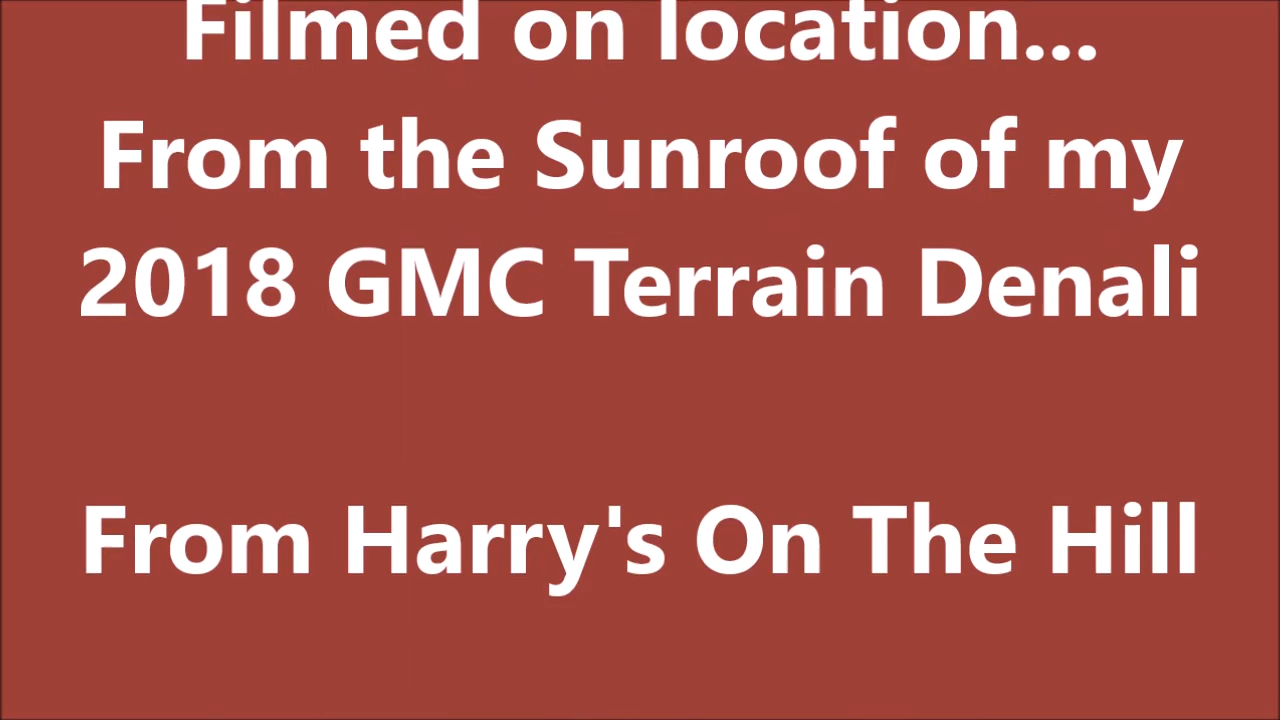 Filmed on location...
From the Sunroof of my
2018 GMC Terrain Denali
From Harry's On The Hill